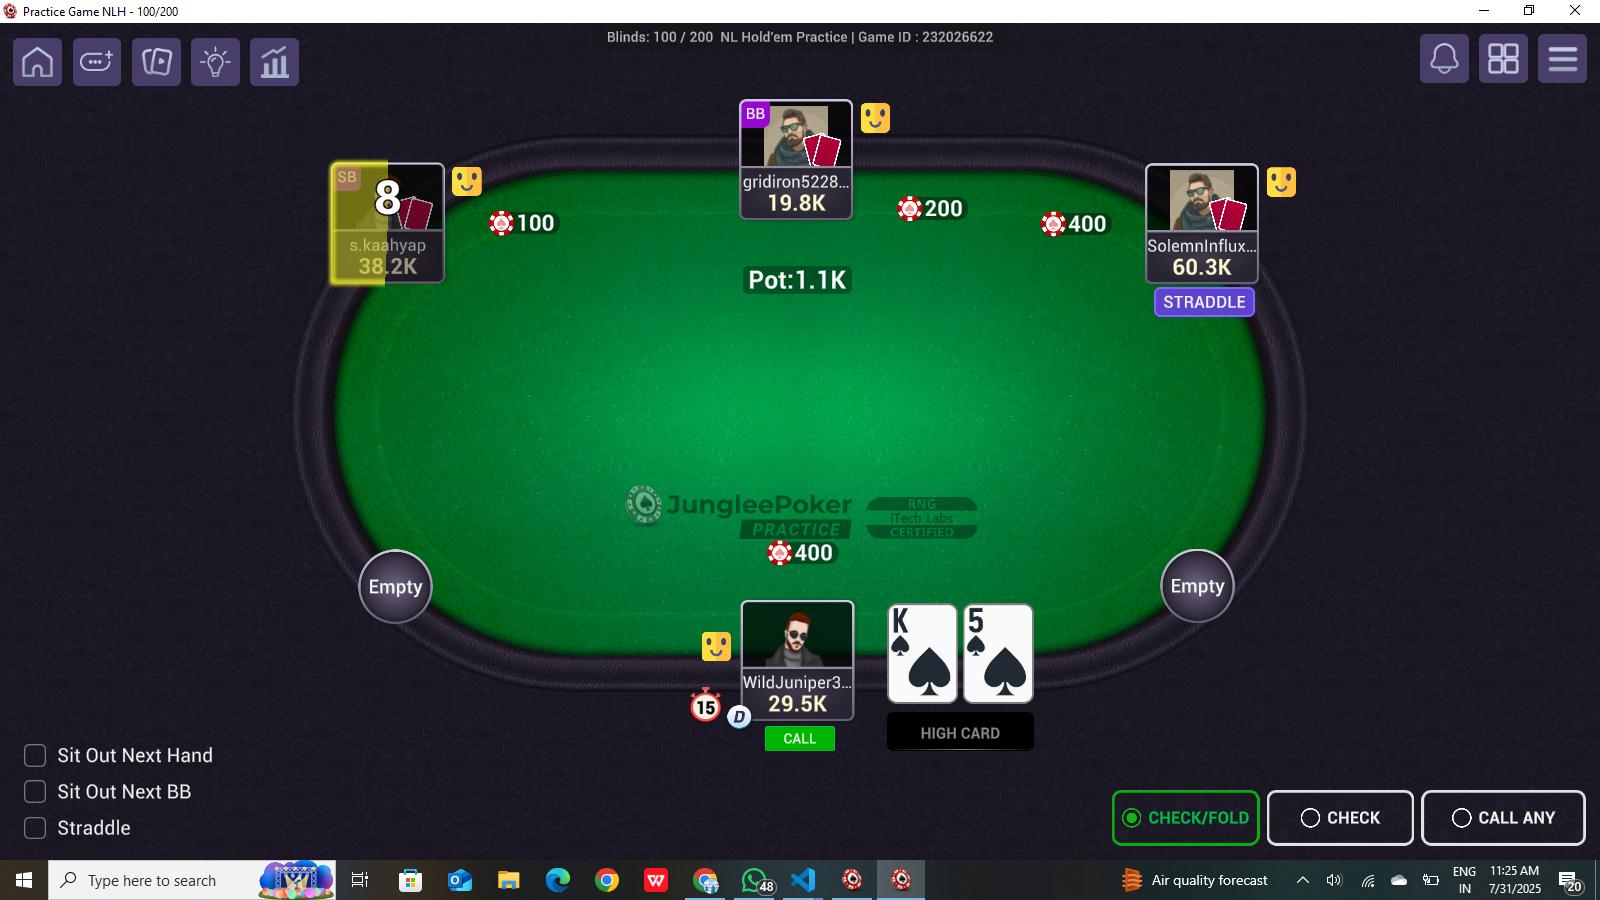 Practice Game NLH - 100/200
Blinds: 100 / 200 NL Hold'em Practice | Game ID : 232026622
BB
gridiron5228...
19.8K
SB
8
s.kaahyap
38.2K
100
200
400
SolemnInflux...
60.3K
STRADDLE
Pot:1.1K
JungleePoker
PRACTICE
RNG
iTech Labs
CERTIFIED
400
Empty
Empty
WildJuniper3...
29.5K
15
D
CALL
K
5
HIGH CARD
Sit Out Next Hand
Sit Out Next BB
Straddle
CHECK/FOLD
CHECK
CALL ANY
Type here to search
W
48
Air quality forecast
ENG
IN
11:25 AM
7/31/2025
20